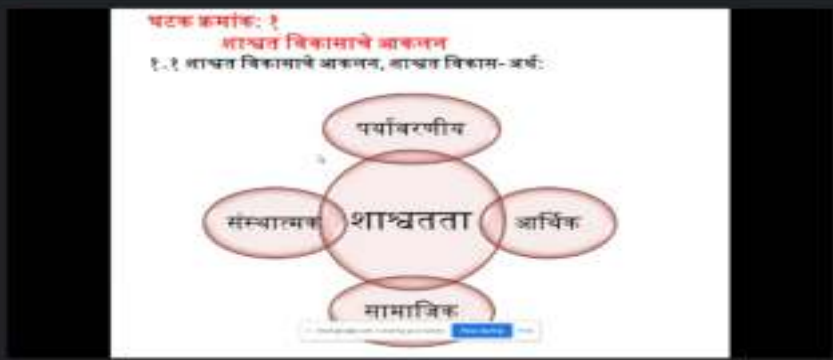 घटक क्रमांक: १
शाश्वत विकासाचे आकलन
१.१ शाश्वत विकासाचे आकलन, शाश्वत विकास- अर्थ:
पर्यावरणीय
संस्थात्मक शाश्वतता आर्थिक
सामाजिक